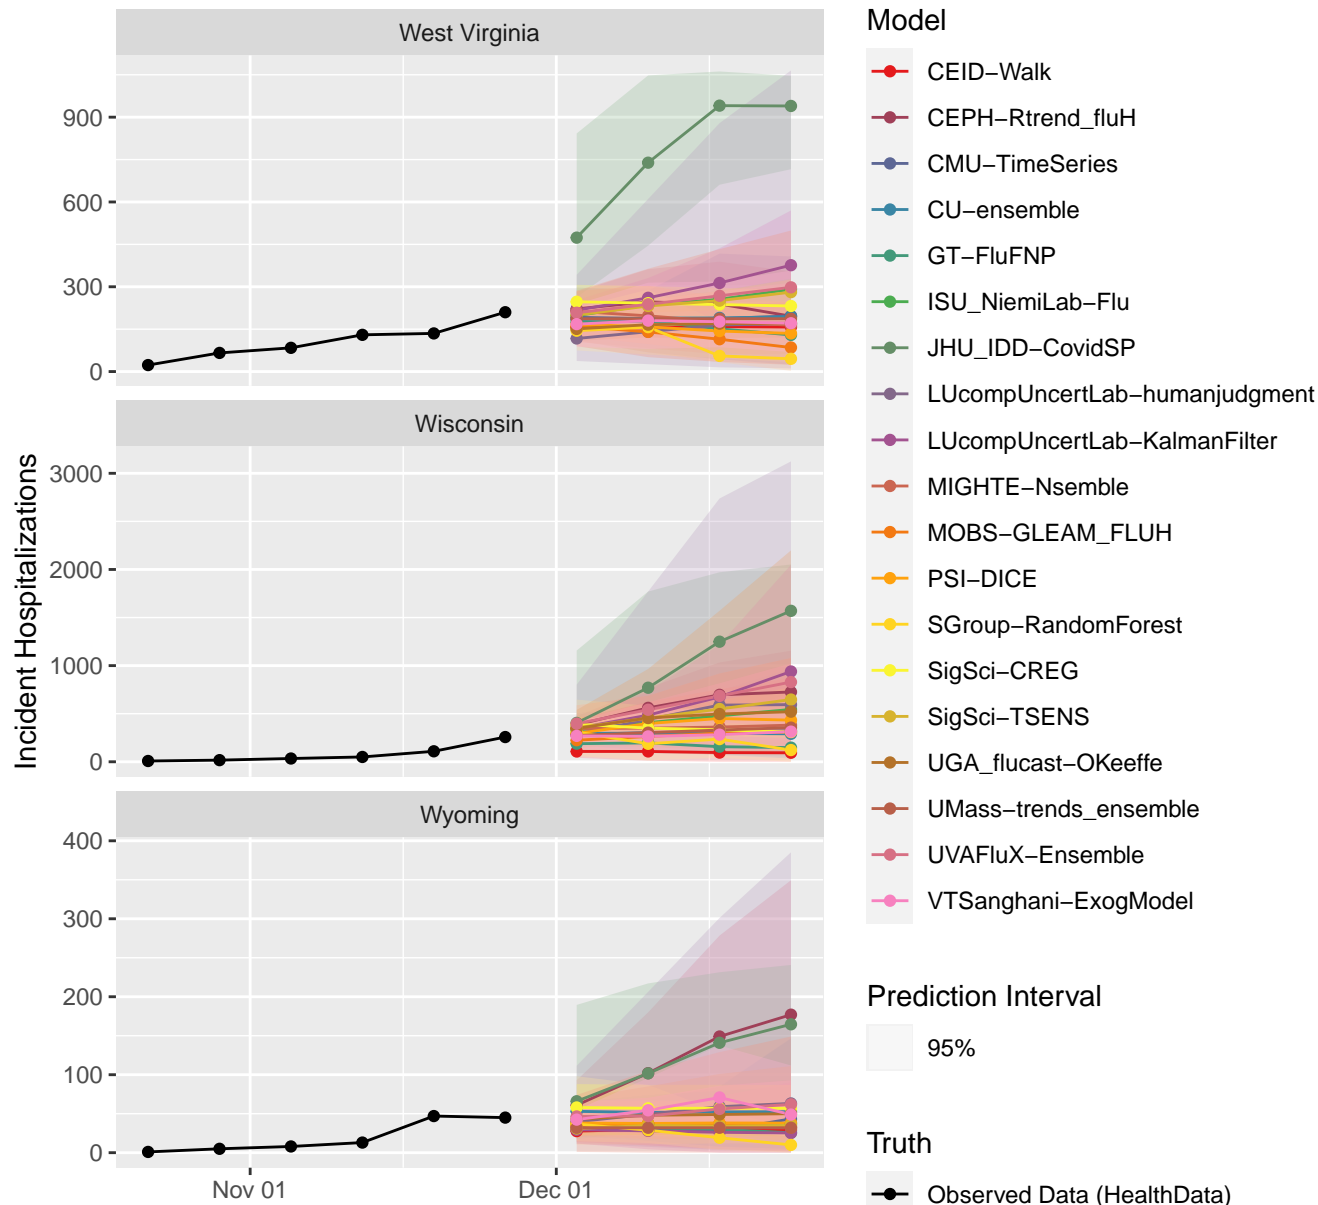 West Virginia
900
600
300
0
Wisconsin
3000
2000
1000
0
Wyoming
400
300
200
100
0
Nov 01
Dec 01
Incident Hospitalizations
Model
CEID−Walk
CEPH−Rtrend_fluH
CMU−TimeSeries
CU−ensemble
GT−FluFNP
ISU_NiemiLab−Flu
JHU_IDD−CovidSP
LUcompUncertLab−humanjudgment
LUcompUncertLab−KalmanFilter
MIGHTE−Nsemble
MOBS−GLEAM_FLUH
PSI−DICE
SGroup−RandomForest
SigSci−CREG
SigSci−TSENS
UGA_flucast−OKeeffe
UMass−trends_ensemble
UVAFluX−Ensemble
VTSanghani−ExogModel
Prediction Interval
95%
Truth
Observed Data (HealthData)